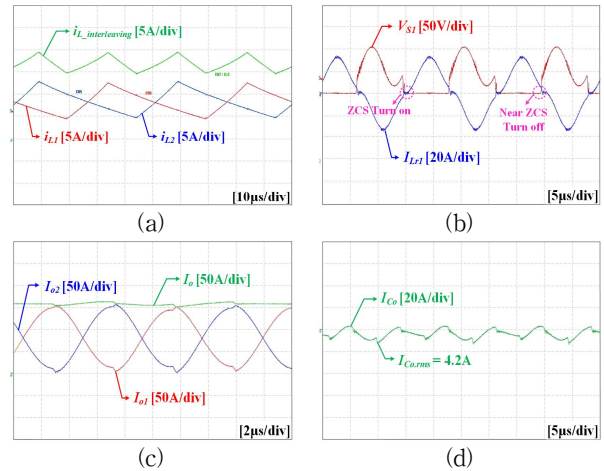 i_L_interleaving [5A/div]
i_L1 [5A/div]
i_L2 [5A/div]
[10μs/div]
(a)
V_S1 [50V/div]
ZCS Turn on
Near ZCS
Turn off
I_Lr1 [20A/div]
[5μs/div]
(b)
I_o2 [50A/div]
I_o [50A/div]
I_o1 [50A/div]
[2μs/div]
(c)
I_Co [20A/div]
I_Co.rms = 4.2A
[5μs/div]
(d)